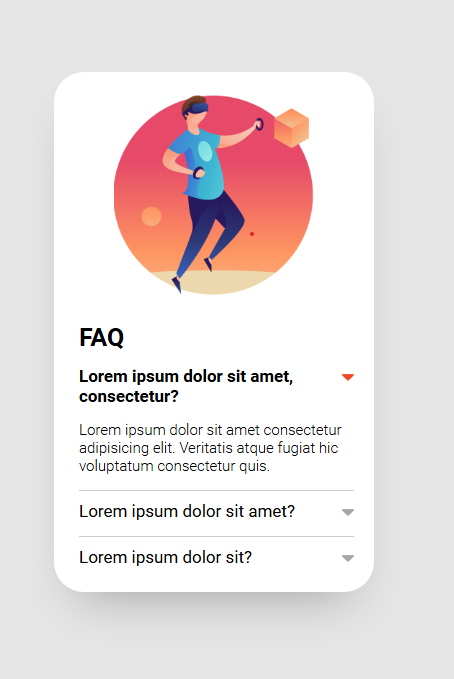 FAQ
Lorem ipsum dolor sit amet,
consectetur?
Lorem ipsum dolor sit amet consectetur
adipisicing elit. Veritatis atque fugiat hic
voluptatum consectetur quis.
Lorem ipsum dolor sit amet?
Lorem ipsum dolor sit?